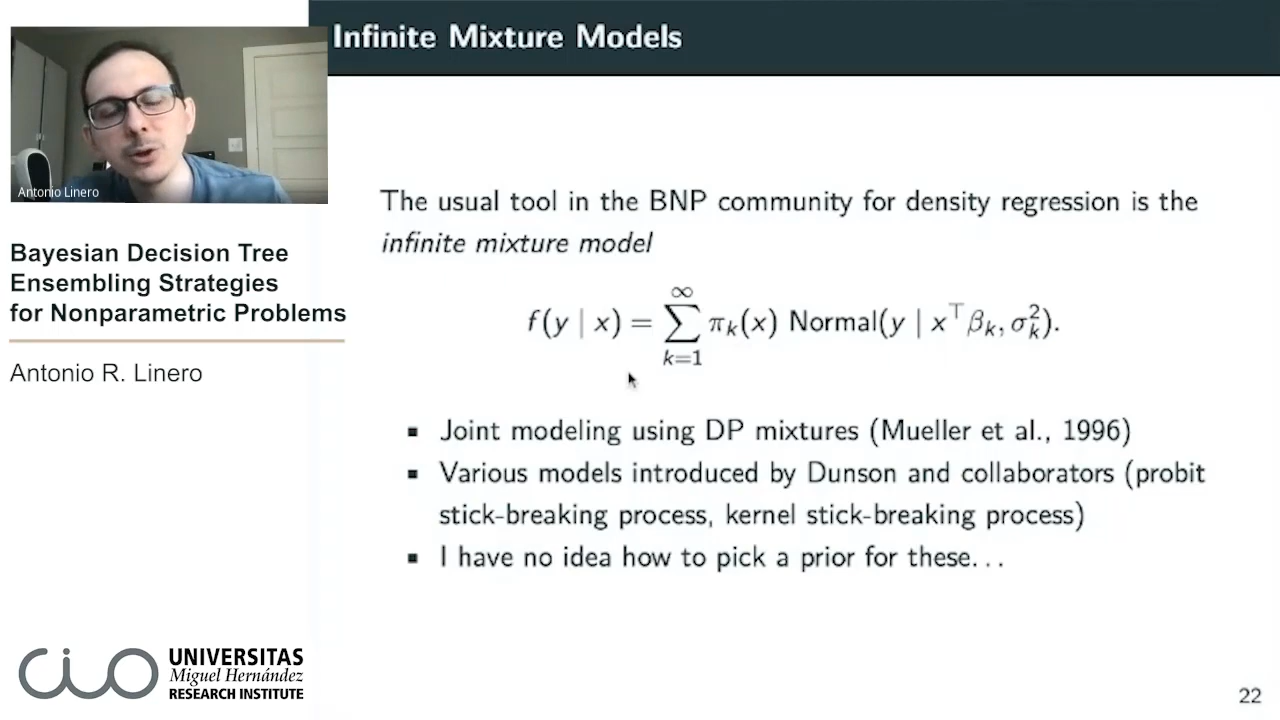 Infinite Mixture Models
Antonio Linero
Bayesian Decision Tree
Ensembling Strategies
for Nonparametric Problems
Antonio R. Linero
The usual tool in the BNP community for density regression is the
infinite mixture model
f(y | x) = ∑_{k=1}^{∞} π_k(x) Normal(y | x^⊤ β_k, σ_k^2).
▪ Joint modeling using DP mixtures (Mueller et al., 1996)
▪ Various models introduced by Dunson and collaborators (probit
stick-breaking process, kernel stick-breaking process)
▪ I have no idea how to pick a prior for these...
CIO
UNIVERSITAS
Miguel Hernández
RESEARCH INSTITUTE
22